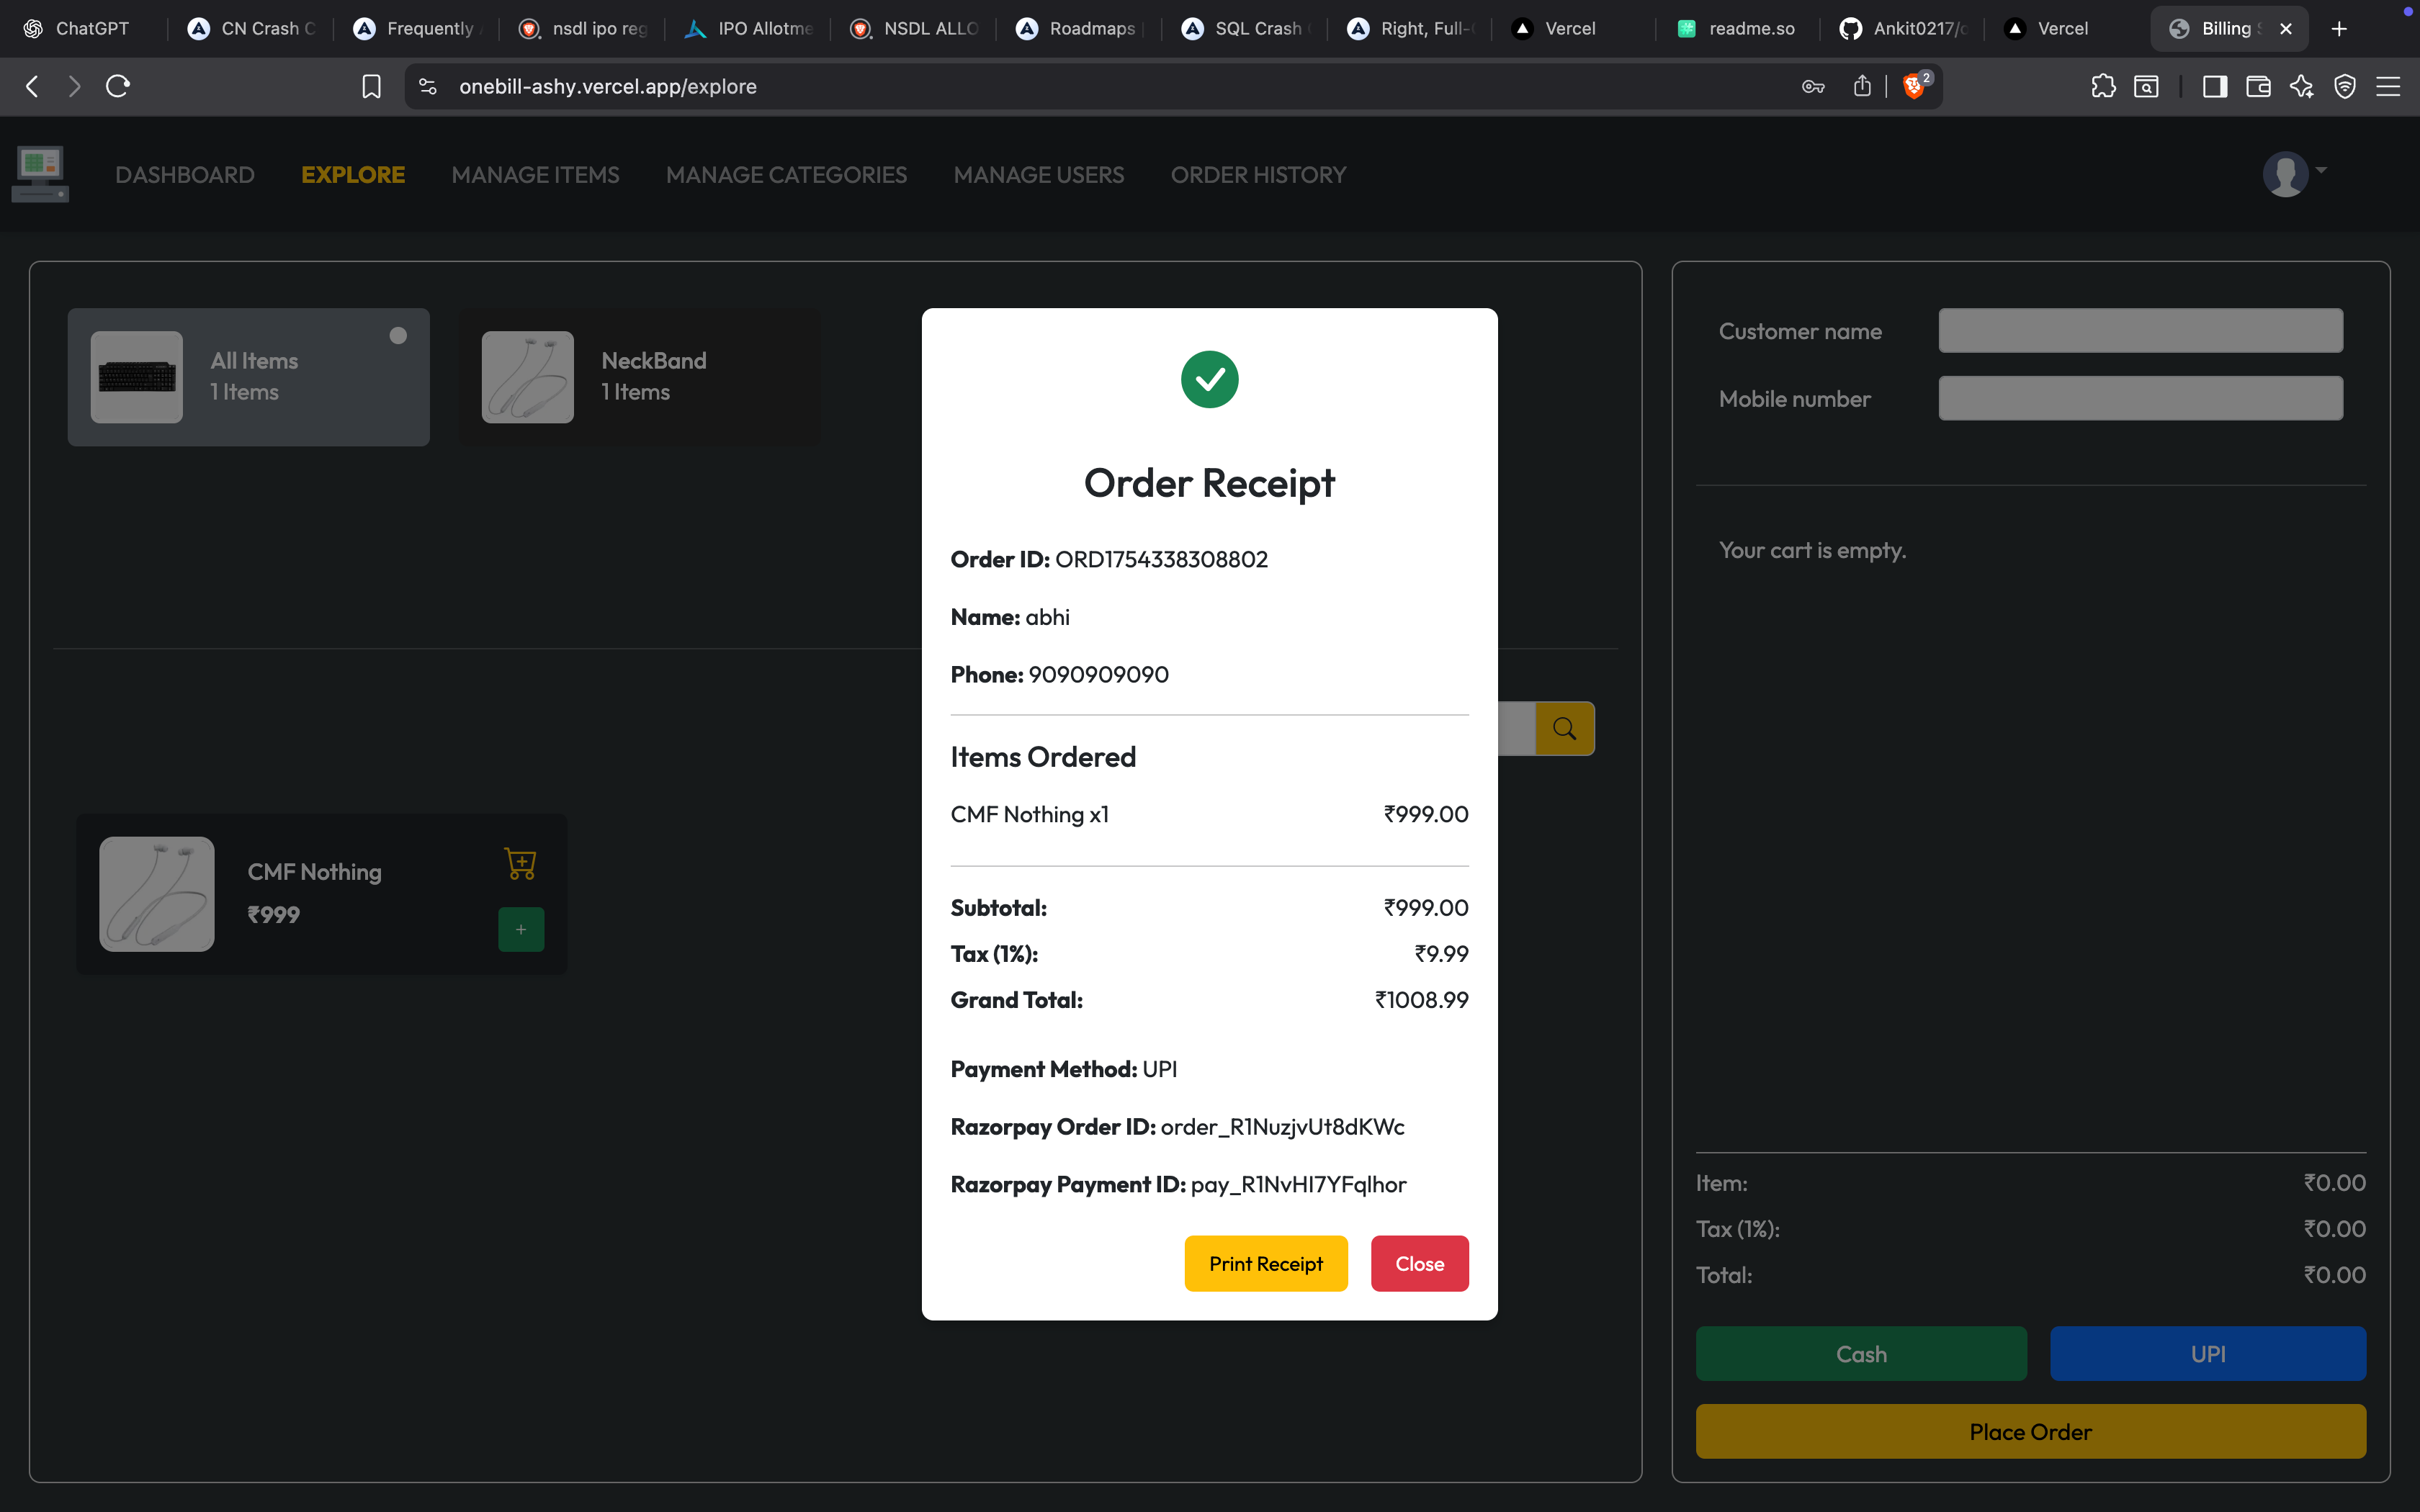 ChatGPT
CN Crash C
Frequently
nsdl ipo reg
IPO Allotme
NSDL ALLO
Roadmaps
SQL Crash
Right, Full-
Vercel
readme.so
Ankit0217/o
Vercel
Billing S
onebill-ashy.vercel.app/explore
2
DASHBOARD
EXPLORE
MANAGE ITEMS
MANAGE CATEGORIES
MANAGE USERS
ORDER HISTORY
All Items
1 Items
NeckBand
1 Items
CMF Nothing
₹999
+
Order Receipt
Order ID: ORD1754338308802
Name: abhi
Phone: 9090909090
Items Ordered
CMF Nothing x1 ₹999.00
Subtotal: ₹999.00
Tax (1%): ₹9.99
Grand Total: ₹1008.99
Payment Method: UPI
Razorpay Order ID: order_R1NuzjvUt8dKWc
Razorpay Payment ID: pay_R1NvHI7YFqlhor
Print Receipt
Close
Customer name
Mobile number
Your cart is empty.
Item: ₹0.00
Tax (1%): ₹0.00
Total: ₹0.00
Cash
UPI
Place Order